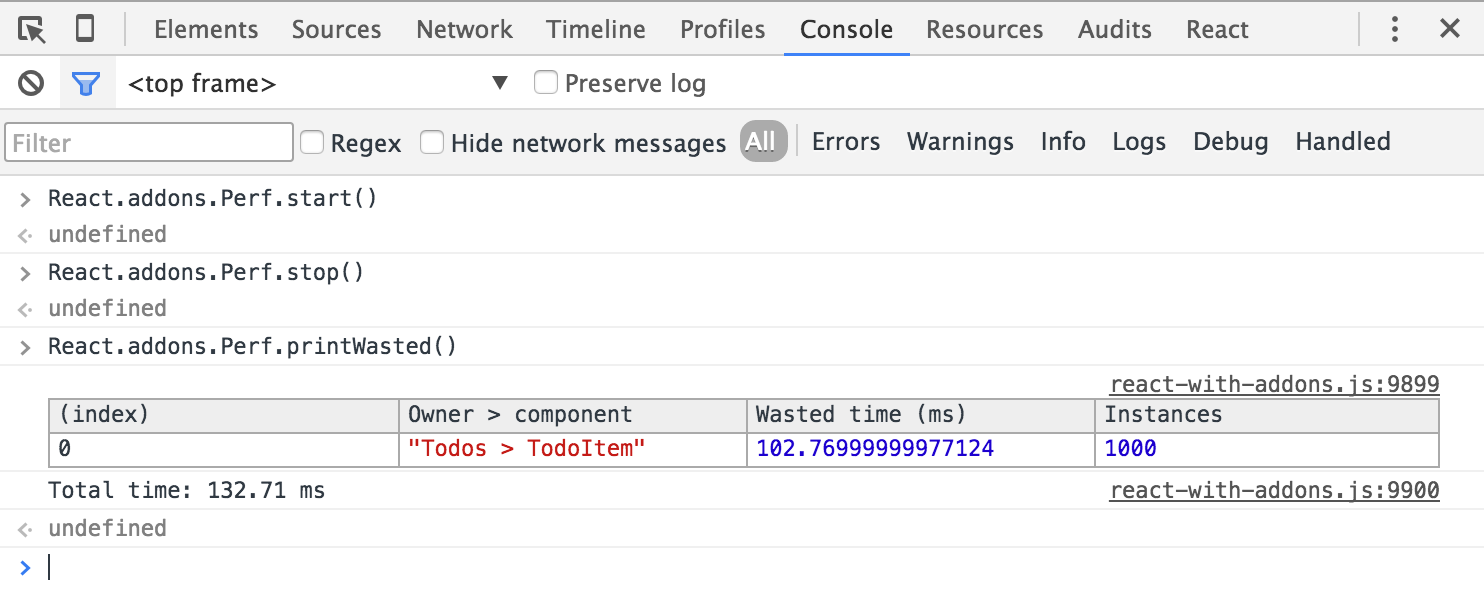 Elements Sources Network Timeline Profiles Console Resources Audits React
<top frame> ▼ Preserve log
Filter Regex Hide network messages All Errors Warnings Info Logs Debug Handled
> React.addons.Perf.start()
undefined
> React.addons.Perf.stop()
undefined
> React.addons.Perf.printWasted()
react-with-addons.js:9899
(index) Owner > component Wasted time (ms) Instances
0 "Todos > TodoItem" 102.76999999977124 1000
Total time: 132.71 ms react-with-addons.js:9900
undefined
>